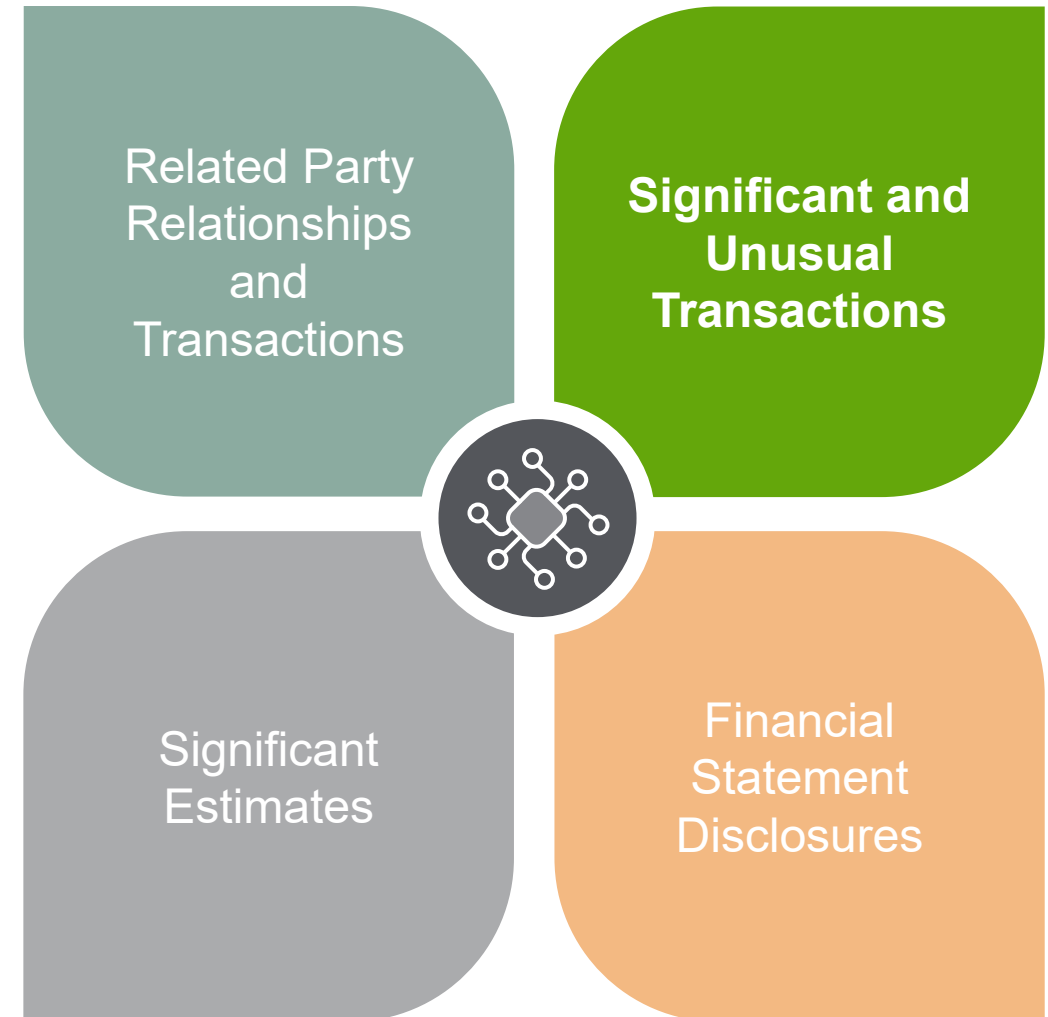 Related Party
Relationships
and
Transactions
Significant and
Unusual
Transactions
Significant
Estimates
Financial
Statement
Disclosures